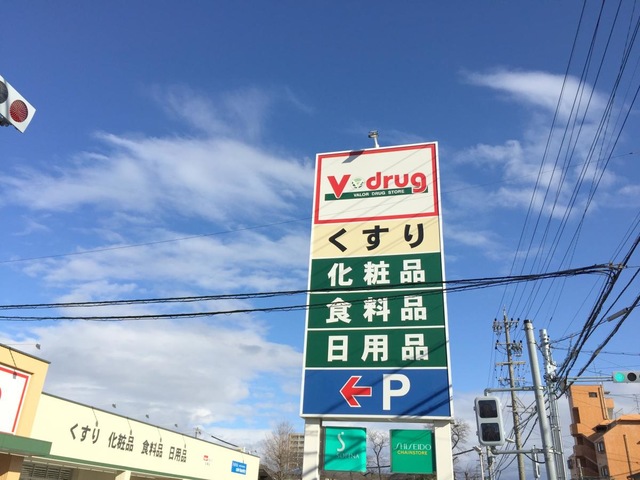 V drug
VALOR DRUG STORE
くすり
化粧品
食料品
日用品
P
SHISEIDO
CHAINSTORE
くすり 化粧品 食料品 日用品